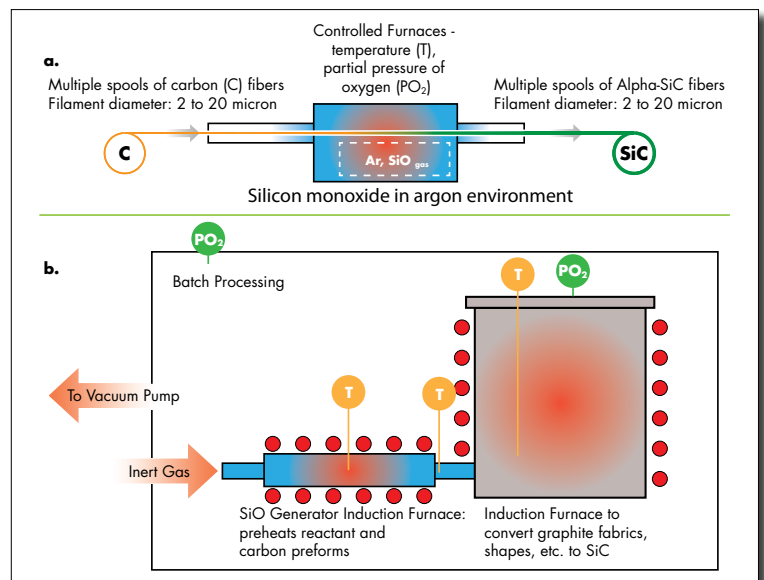 Controlled Furnaces -
temperature (T),
partial pressure of
oxygen (PO₂)
a.
Multiple spools of carbon (C) fibers
Filament diameter: 2 to 20 micron
Multiple spools of Alpha-SiC fibers
Filament diameter: 2 to 20 micron
C
Ar, SiO gas
SiC
Silicon monoxide in argon environment
b.
PO₂
Batch Processing
T
PO₂
To Vacuum Pump
T
T
Inert Gas
SiO Generator Induction Furnace:
preheats reactant and
carbon preforms
Induction Furnace to
convert graphite fabrics,
shapes, etc. to SiC